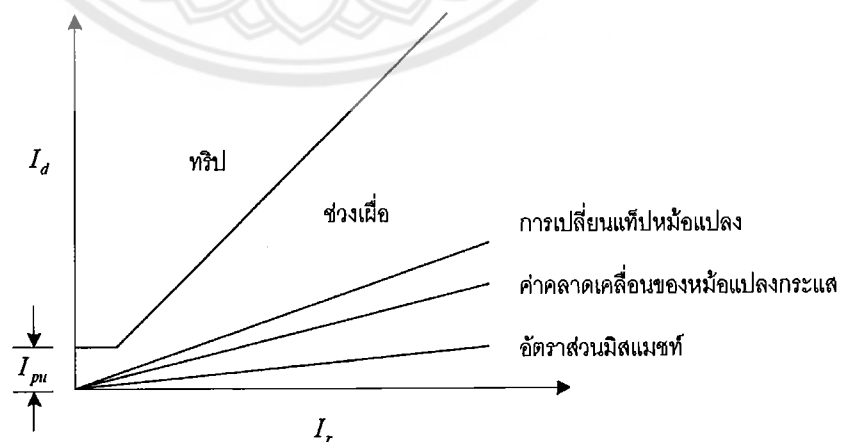 I_d
ทริป
ช่วงเผื่อ
การเปลี่ยนแท็ปหม้อแปลง
ค่าคลาดเคลื่อนของหม้อแปลงกระแส
อัตราส่วนมิสแมชท์
I_pu
I_r